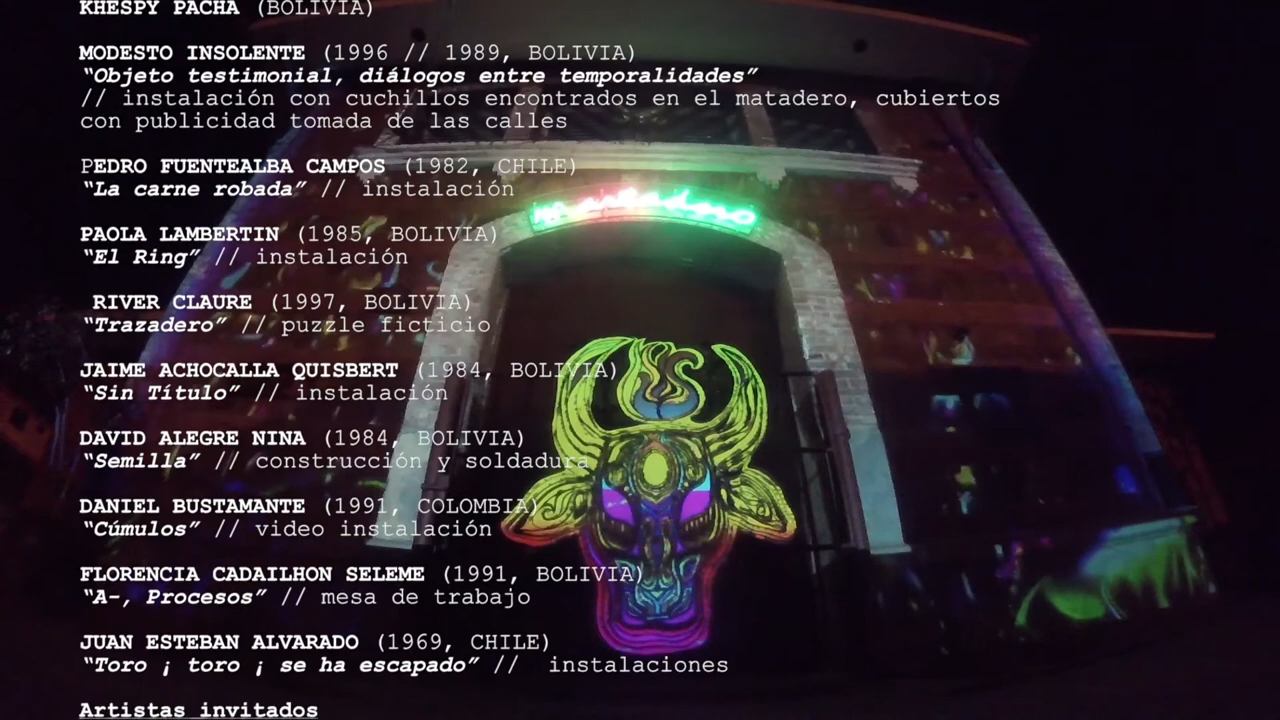 KHESPY PACHA (BOLIVIA)
MODESTO INSOLENTE (1996 // 1989, BOLIVIA)
“Objeto testimonial, diálogos entre temporalidades”
// instalación con cuchillos encontrados en el matadero, cubiertos
con publicidad tomada de las calles
PEDRO FUENTEALBA CAMPOS (1982, CHILE)
“La carne robada” // instalación
martadero
PAOLA LAMBERTIN (1985, BOLIVIA)
“El Ring” // instalación
RIVER CLAURE (1997, BOLIVIA)
“Trazadero” // puzzle ficticio
JAIME ACHOCALLA QUISBERT (1984, BOLIVIA)
“Sin Título” // instalación
DAVID ALEGRE NINA (1984, BOLIVIA)
“Semilla” // construcción y soldadura
DANIEL BUSTAMANTE (1991, COLOMBIA)
“Cúmulos” // video instalación
FLORENCIA CADAILHON SELEME (1991, BOLIVIA)
“A-, Procesos” // mesa de trabajo
JUAN ESTEBAN ALVARADO (1969, CHILE)
“Toro ¡ toro ¡ se ha escapado” // instalaciones
Artistas invitados